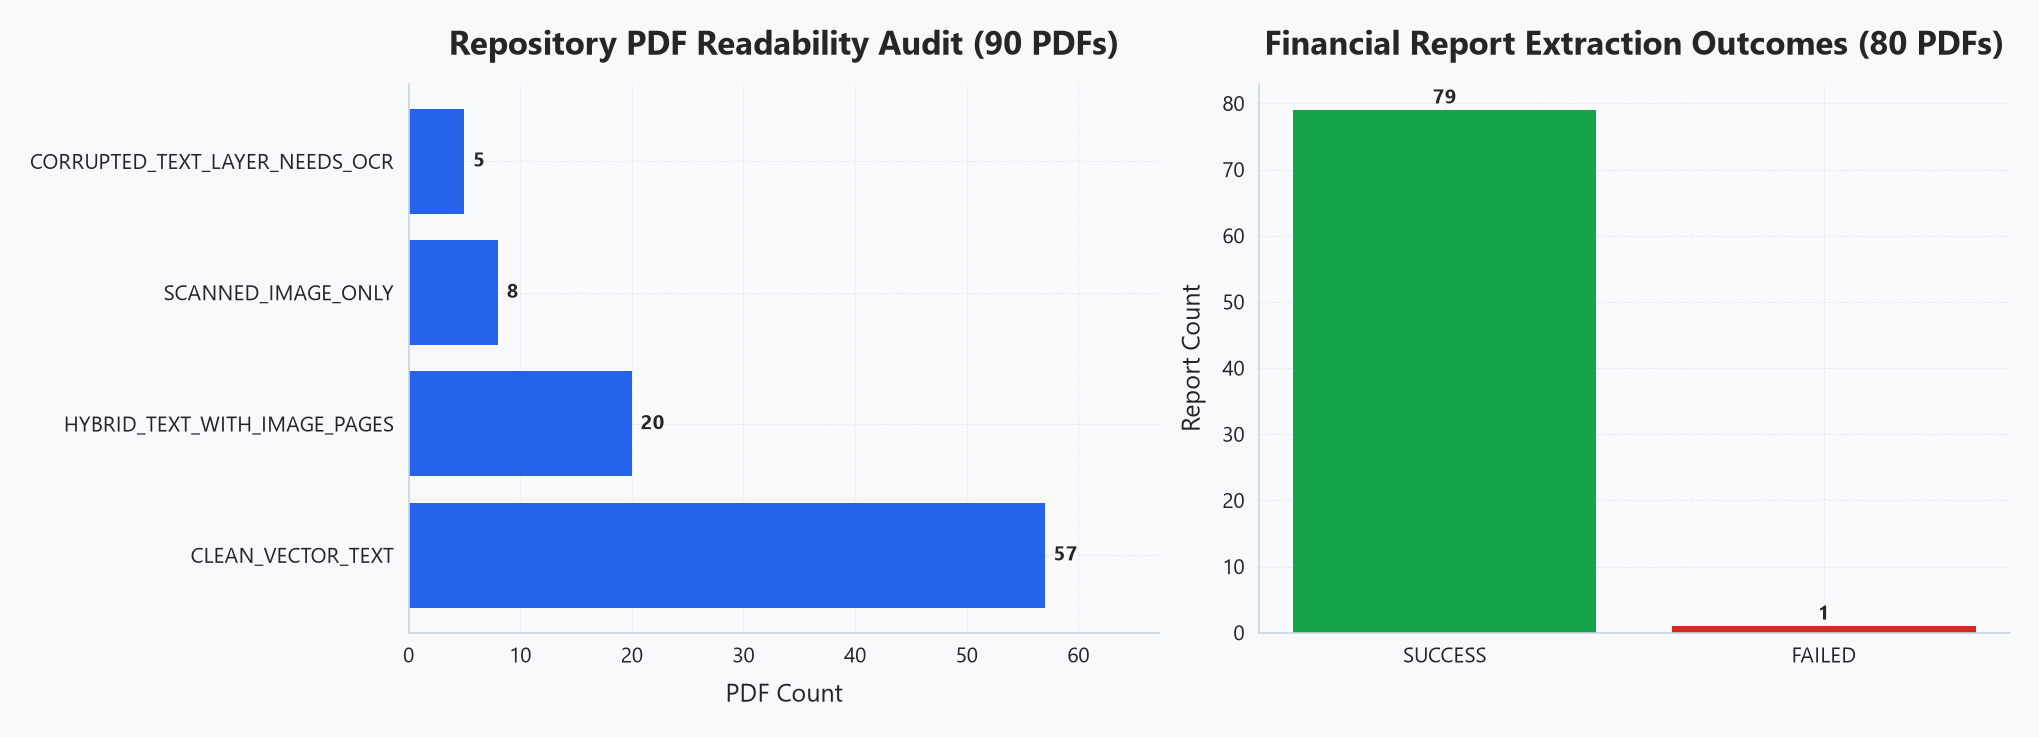 Repository PDF Readability Audit (90 PDFs)
CORRUPTED_TEXT_LAYER_NEEDS_OCR
5
SCANNED_IMAGE_ONLY
8
HYBRID_TEXT_WITH_IMAGE_PAGES
20
CLEAN_VECTOR_TEXT
57
0 10 20 30 40 50 60
PDF Count
Financial Report Extraction Outcomes (80 PDFs)
Report Count
80
70
60
50
40
30
20
10
0
79
1
SUCCESS FAILED